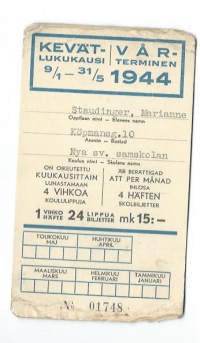 KEVÄT- VÅR-
LUKUKAUSI TERMINEN
9/1 — 31/5 1944
Staudinger, Marianne
Oppilaan nimi — Elevens namn
Köpmansg.10
Asunto — Bostad
Nya sv. samskolan
Koulun nimi — Skolans namn
ON OIKEUTETTU
KUUKAUSITTAIN
LUNASTAMAAN
4 VIHKOA
KOULULIPPUJA
ÄR BERÄTTIGAD
ATT PER MÅNAD
INLÖSA
4 HÄFTEN
SKOLBILJETTER
1 VIHKO HÄFTE 24 LIPPUA BILJETTER mk 15:—
TOUKOKUU MAJ
HUHTIKUU APRIL
MAALISKUU MARS
HELMIKUU FEBRUARI
TAMMIKUU JANUARI
№ 01748